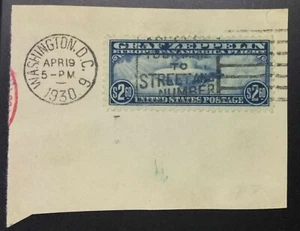 WASHINGTON, D.C. 6
APR 19
5-PM
1930
GRAF ZEPPELIN
EUROPE PAN AMERICA FLIGHT
TO
STREET AND
NUMBER
$2.60 $2.60
UNITED STATES POSTAGE